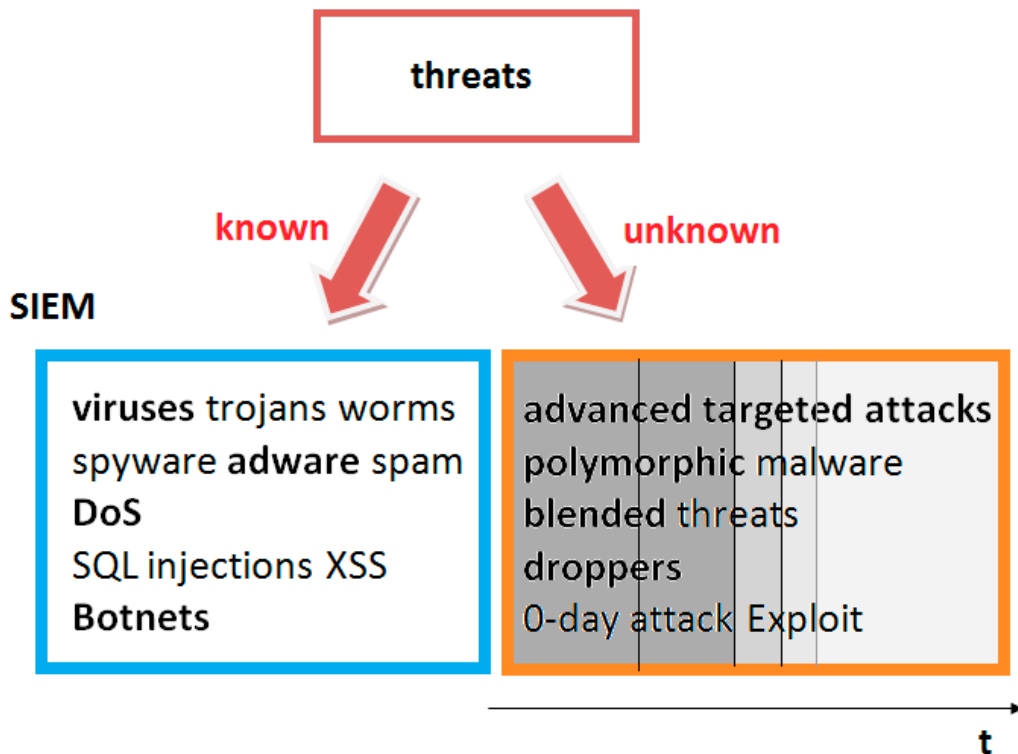 threats
known
unknown
SIEM
viruses trojans worms
spyware adware spam
DoS
SQL injections XSS
Botnets
advanced targeted attacks
polymorphic malware
blended threats
droppers
0-day attack Exploit
t